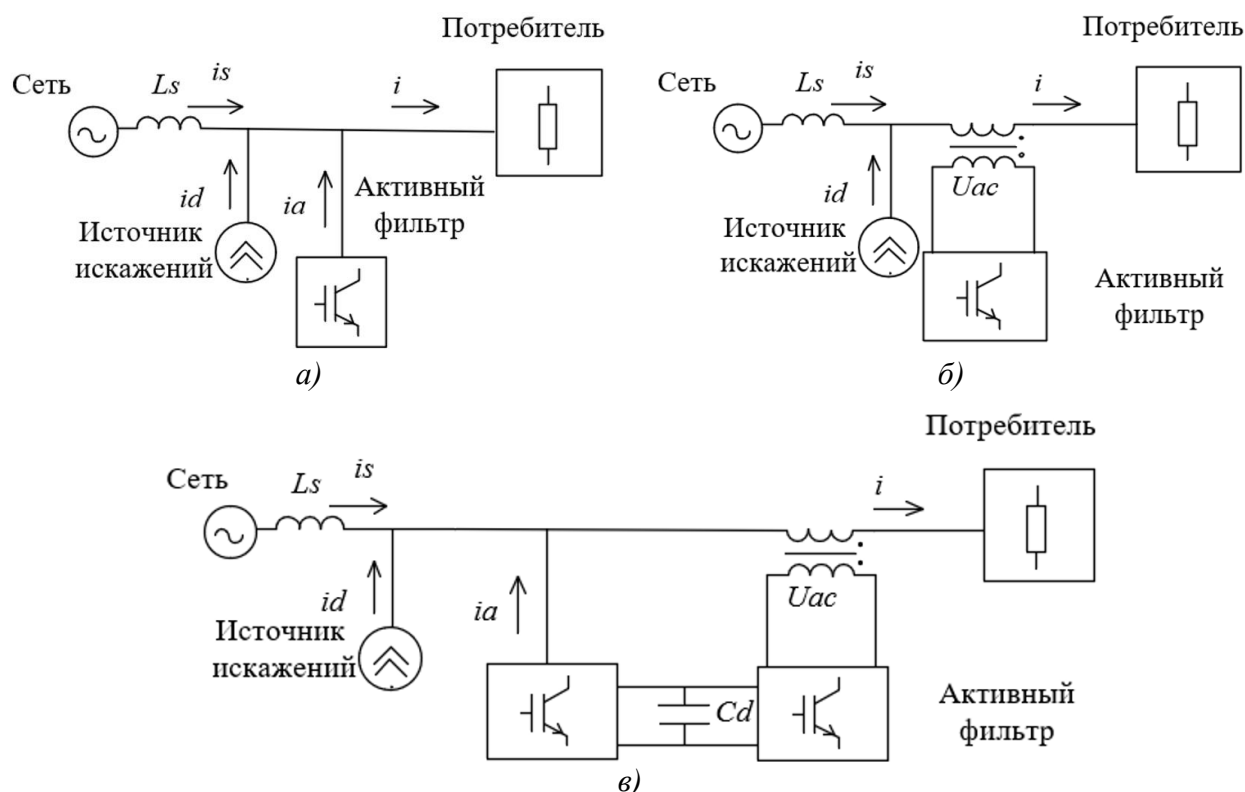 Потребитель
Сеть
Ls
is
i
id
ia
Активный
фильтр
Источник
искажений
а)
Потребитель
Сеть
Ls
is
i
id
Uac
Источник
искажений
Активный
фильтр
б)
Потребитель
Сеть
Ls
is
i
id
ia
Uac
Источник
искажений
Cd
Активный
фильтр
в)